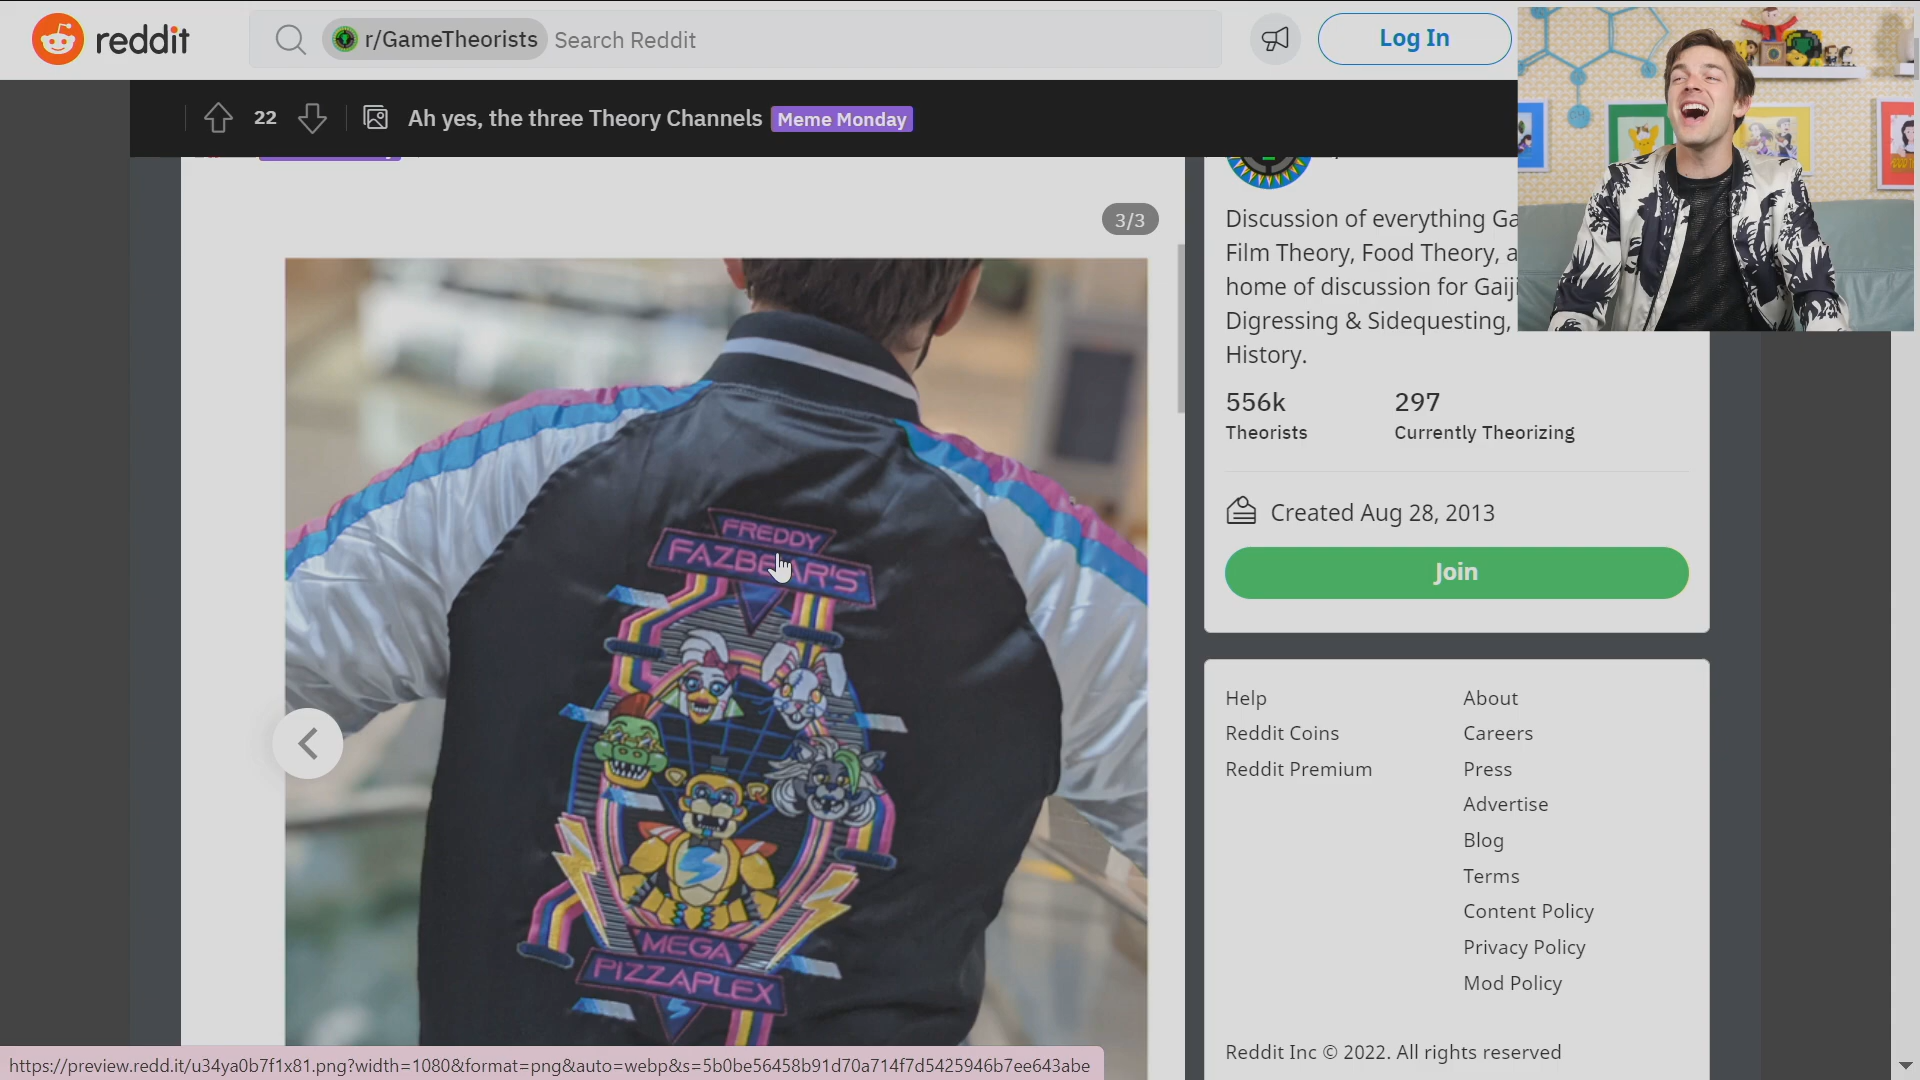 reddit
r/GameTheorists Search Reddit
Log In
22 Ah yes, the three Theory Channels Meme Monday
3/3
Discussion of everything Ga
Film Theory, Food Theory, a
home of discussion for Gaiji
Digressing & Sidequesting,
History.
556k 297
Theorists Currently Theorizing
Created Aug 28, 2013
Join
FREDDY
FAZBEAR'S
MEGA
PIZZAPLEX
Help About
Reddit Coins Careers
Reddit Premium Press
Advertise
Blog
Terms
Content Policy
Privacy Policy
Mod Policy
Reddit Inc © 2022. All rights reserved
https://preview.redd.it/u34ya0b7f1x81.png?width=1080&format=png&auto=webp&s=5b0be56458b91d70a714f7d5425946b7ee643abe